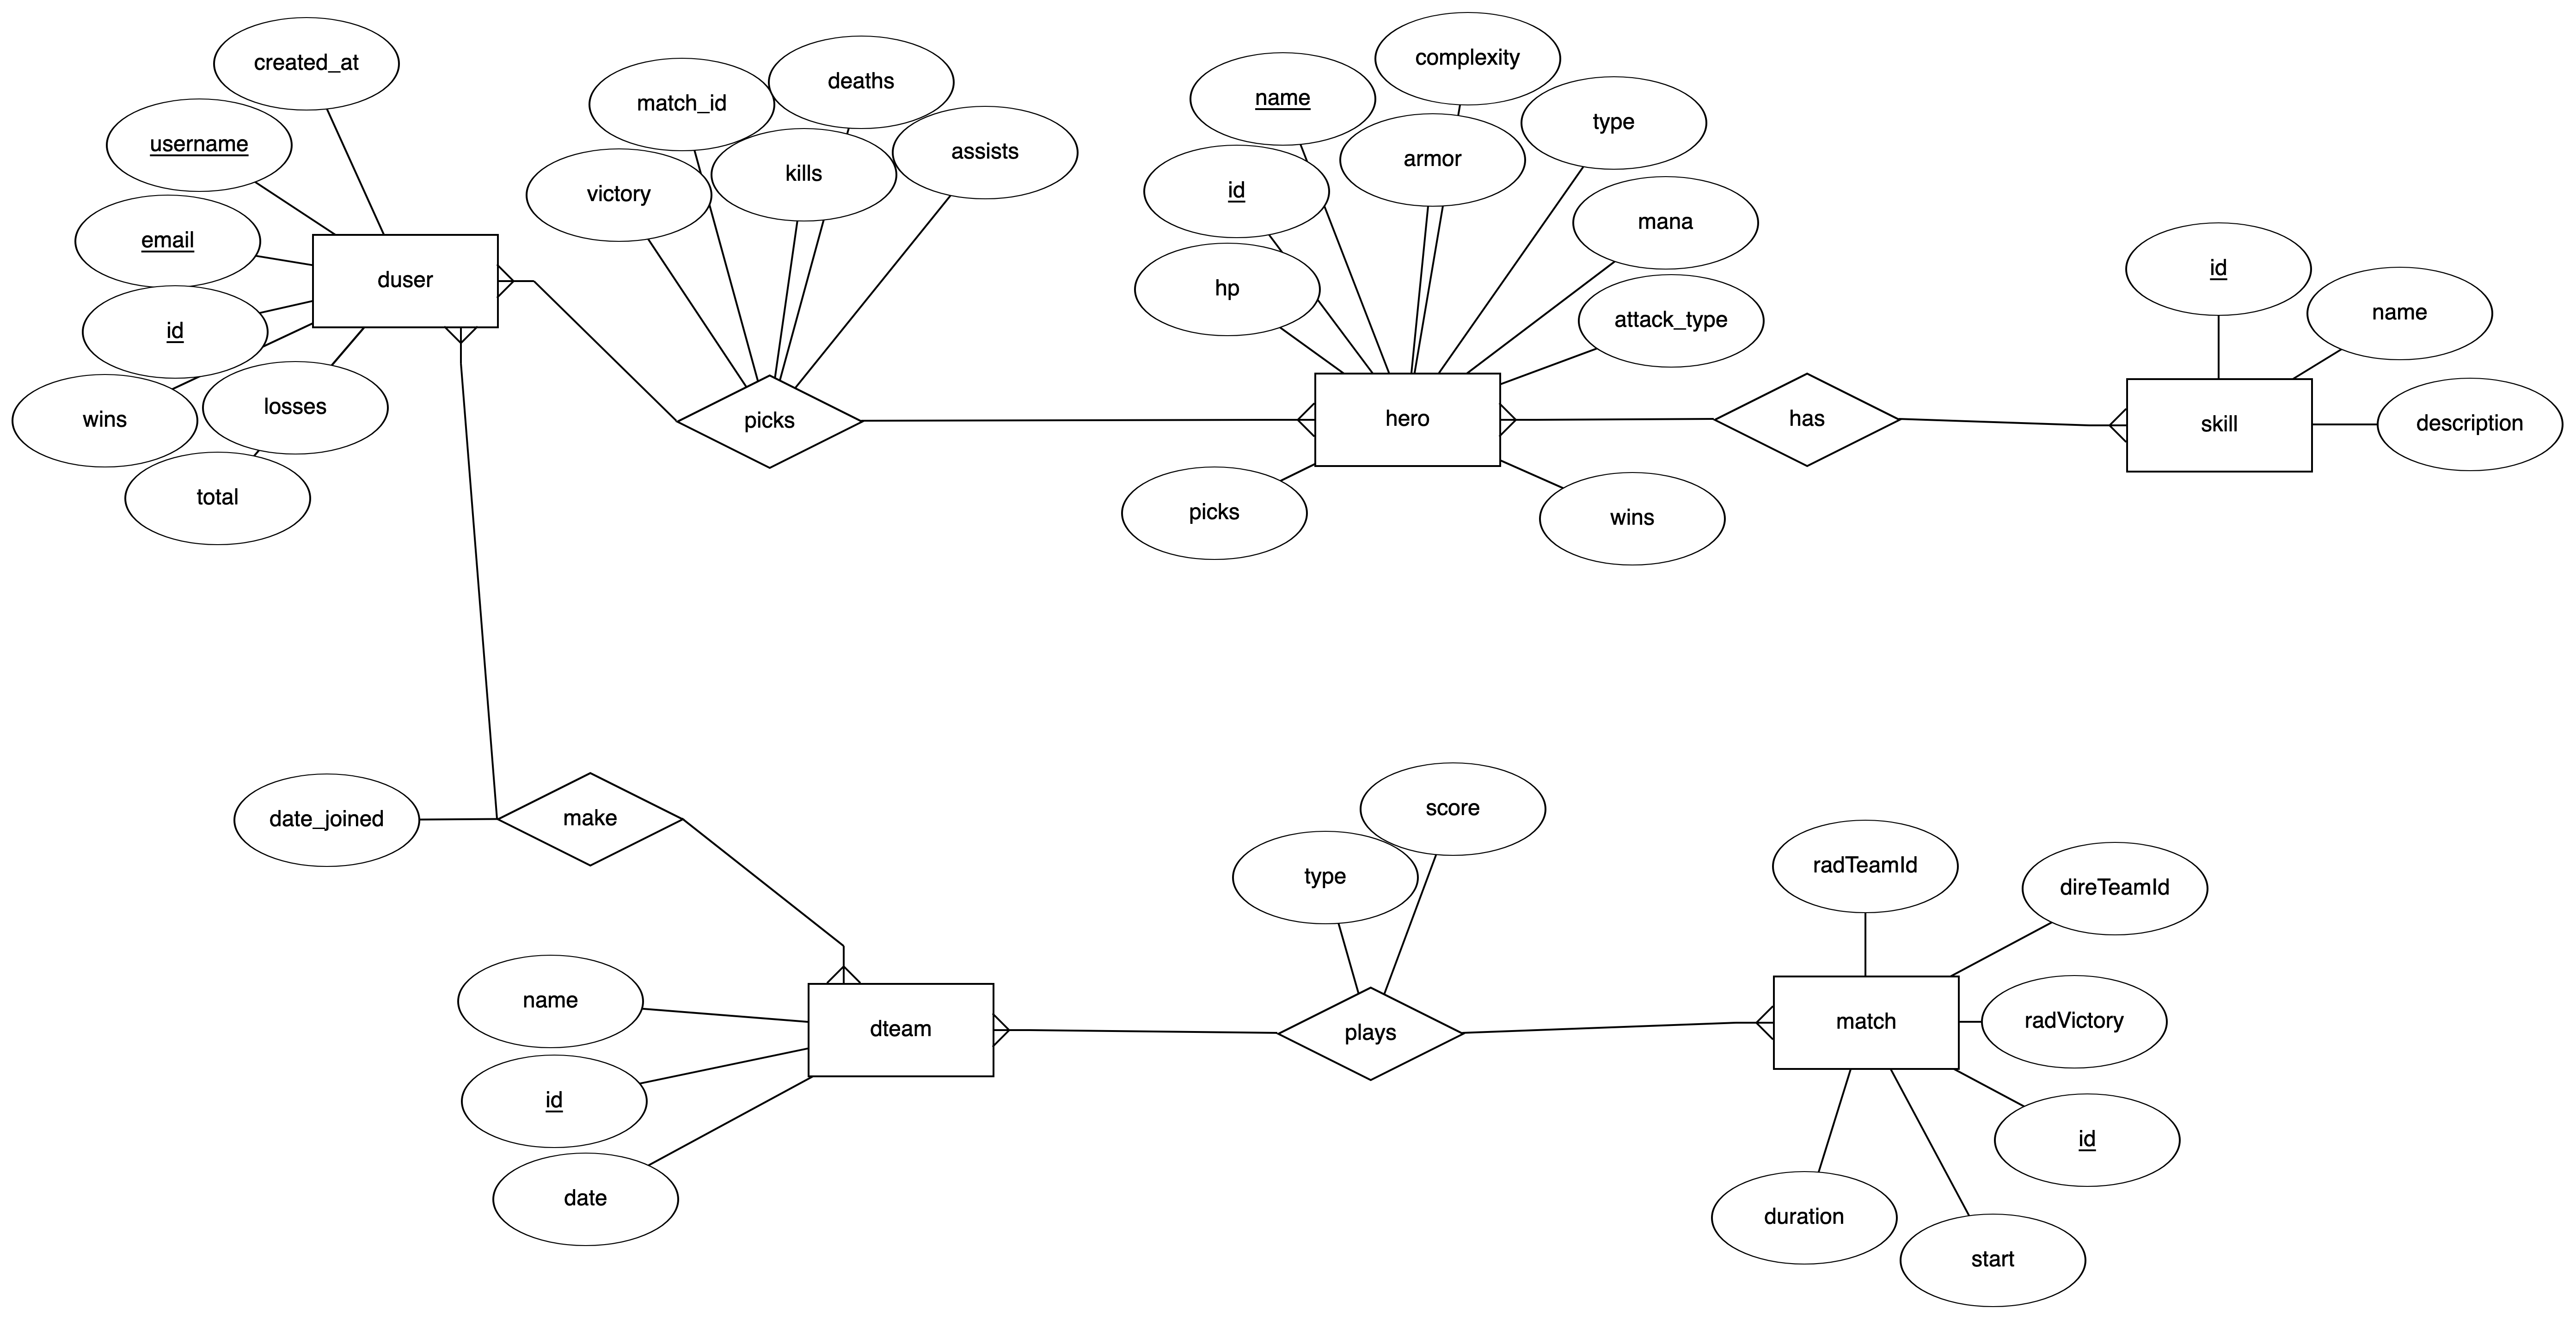 created_at
username
email
id
wins
losses
total
duser
match_id
deaths
victory
kills
assists
picks
name
complexity
id
armor
type
hp
mana
attack_type
hero
picks
wins
has
id
name
skill
description
date_joined
make
name
id
date
dteam
type
score
plays
radTeamId
direTeamId
match
radVictory
id
duration
start